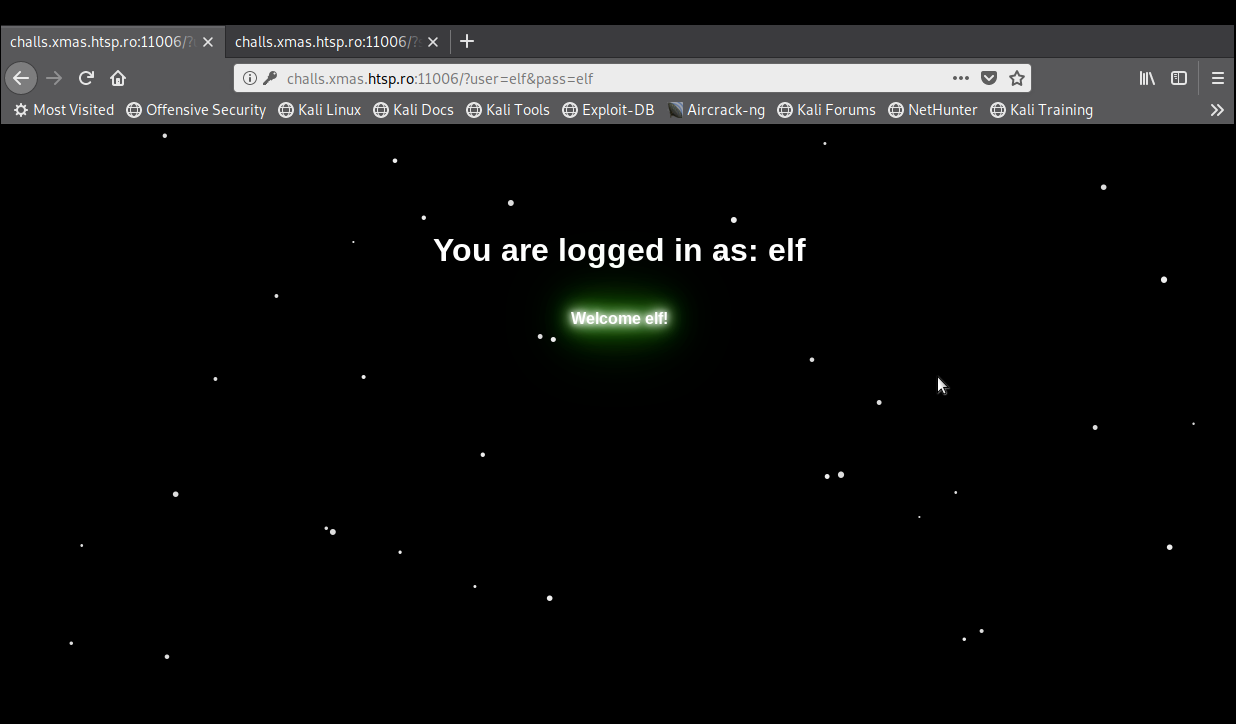 challs.xmas.htsp.ro:11006/? challs.xmas.htsp.ro:11006/?
challs.xmas.htsp.ro:11006/?user=elf&pass=elf
Most Visited Offensive Security Kali Linux Kali Docs Kali Tools Exploit-DB Aircrack-ng Kali Forums NetHunter Kali Training
You are logged in as: elf
Welcome elf!